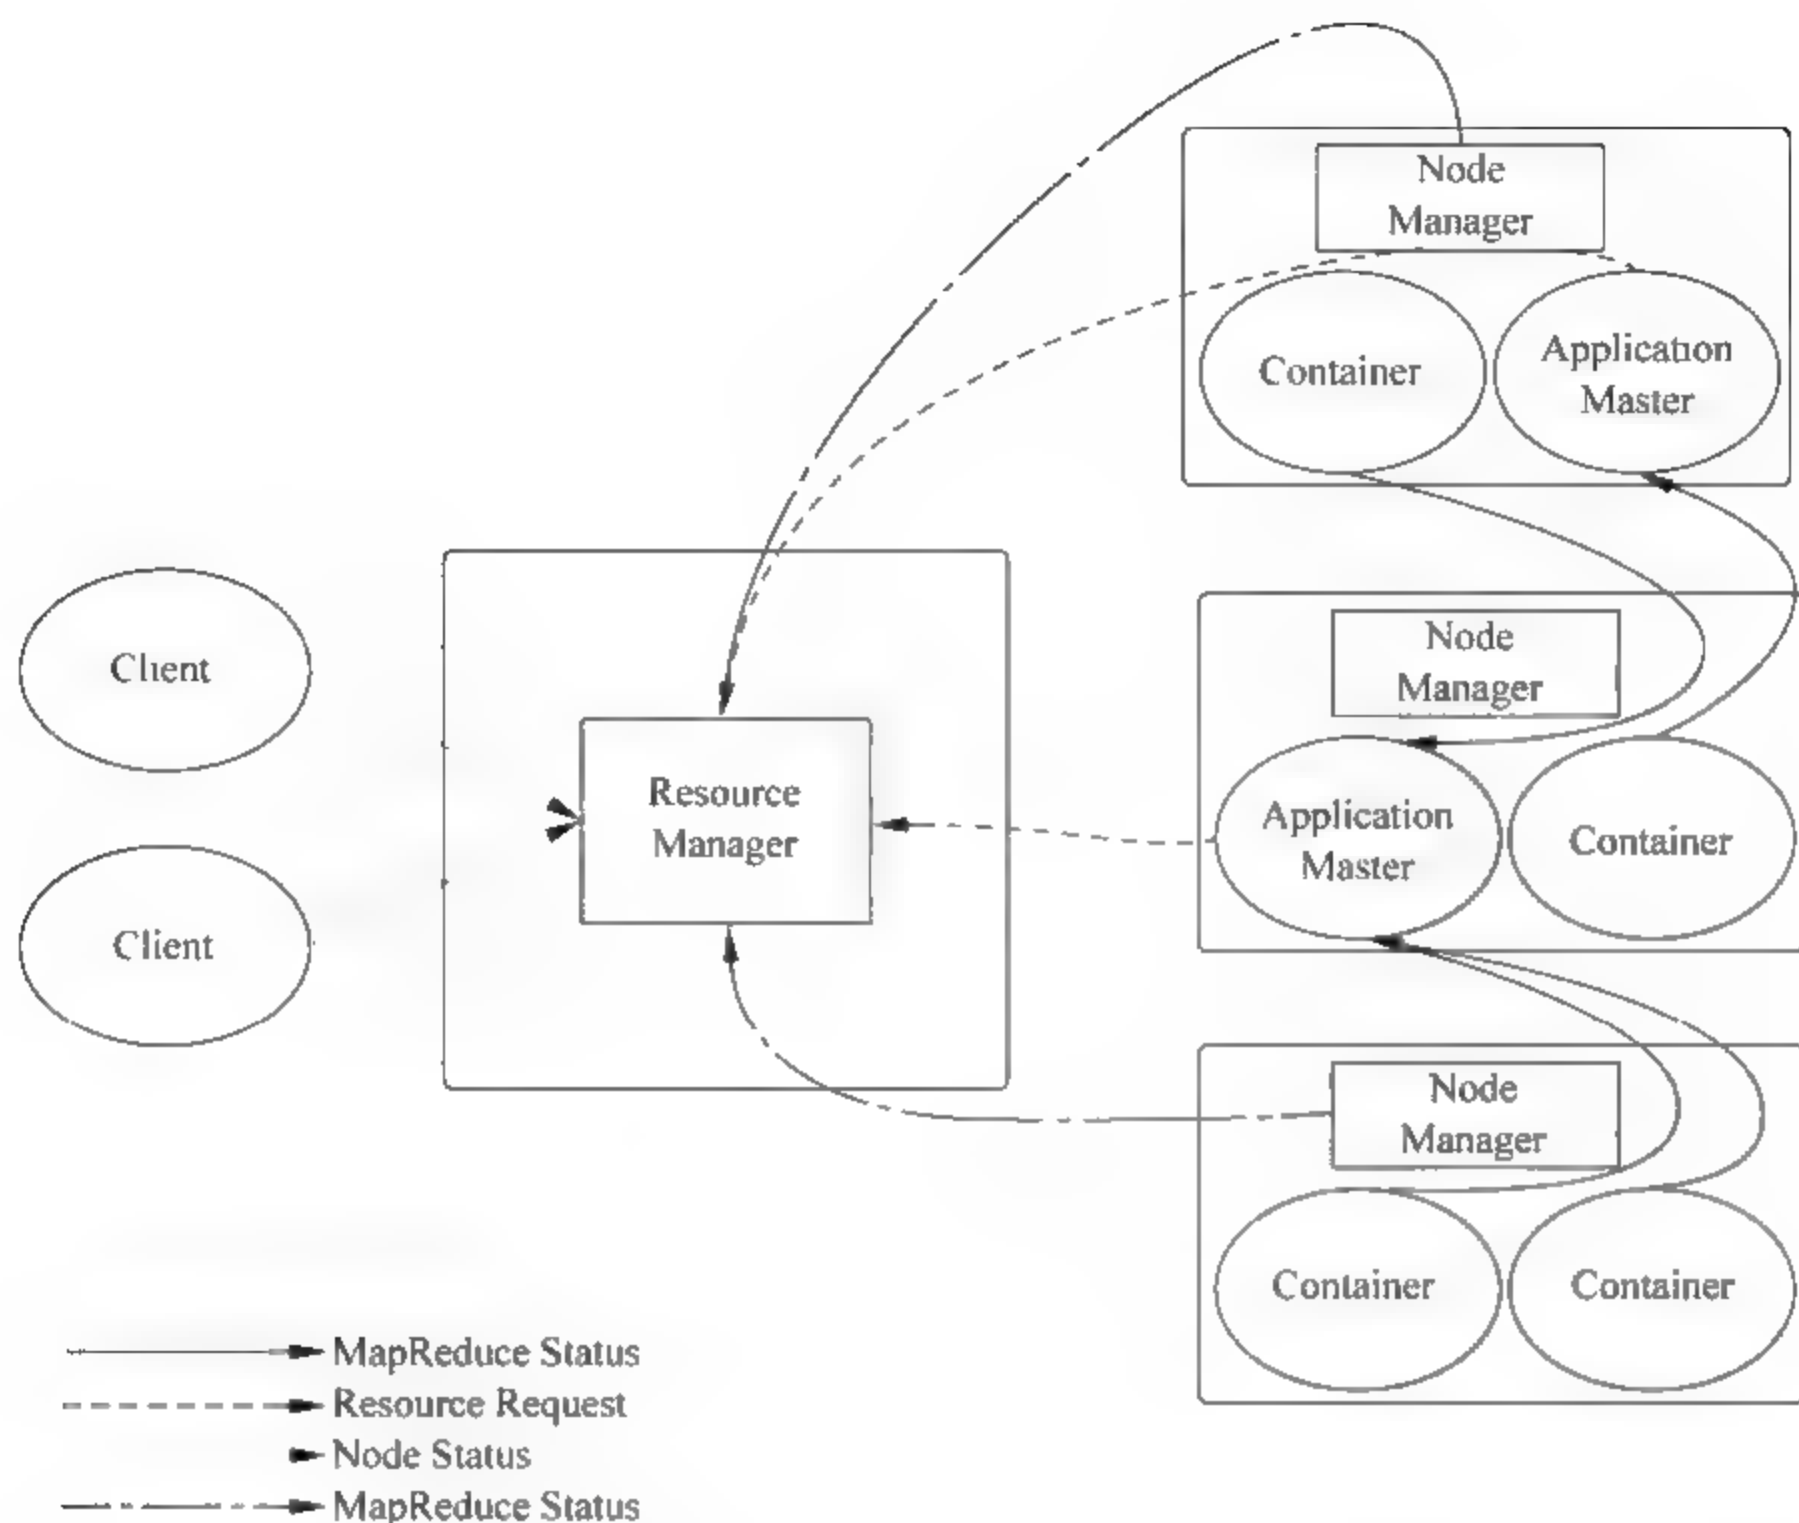 Node
Manager
Container
Application
Master
Client
Resource
Manager
Node
Manager
Application
Master
Container
Client
Node
Manager
Container
Container
MapReduce Status
Resource Request
Node Status
MapReduce Status